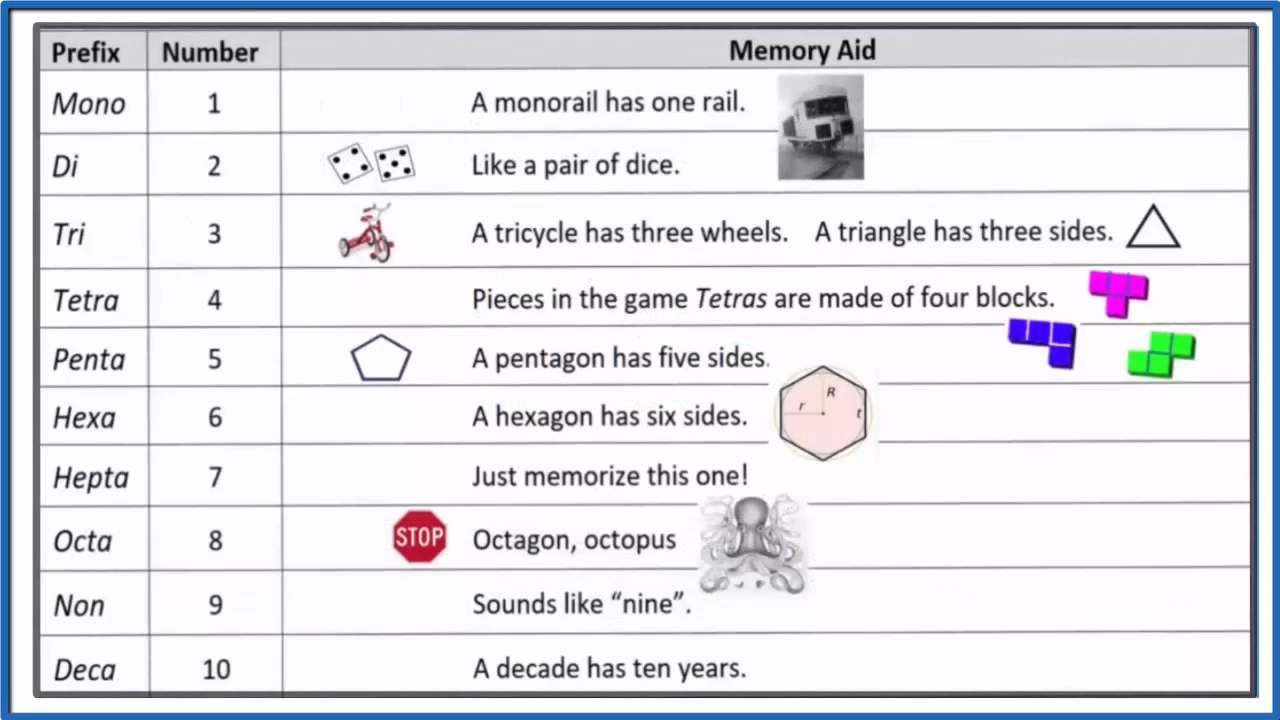 Prefix Number Memory Aid
Mono 1 A monorail has one rail.
Di 2 Like a pair of dice.
Tri 3 A tricycle has three wheels. A triangle has three sides.
Tetra 4 Pieces in the game Tetras are made of four blocks.
Penta 5 A pentagon has five sides.
Hexa 6 A hexagon has six sides.
R
r t
Hepta 7 Just memorize this one!
Octa 8 STOP Octagon, octopus
Non 9 Sounds like “nine”.
Deca 10 A decade has ten years.